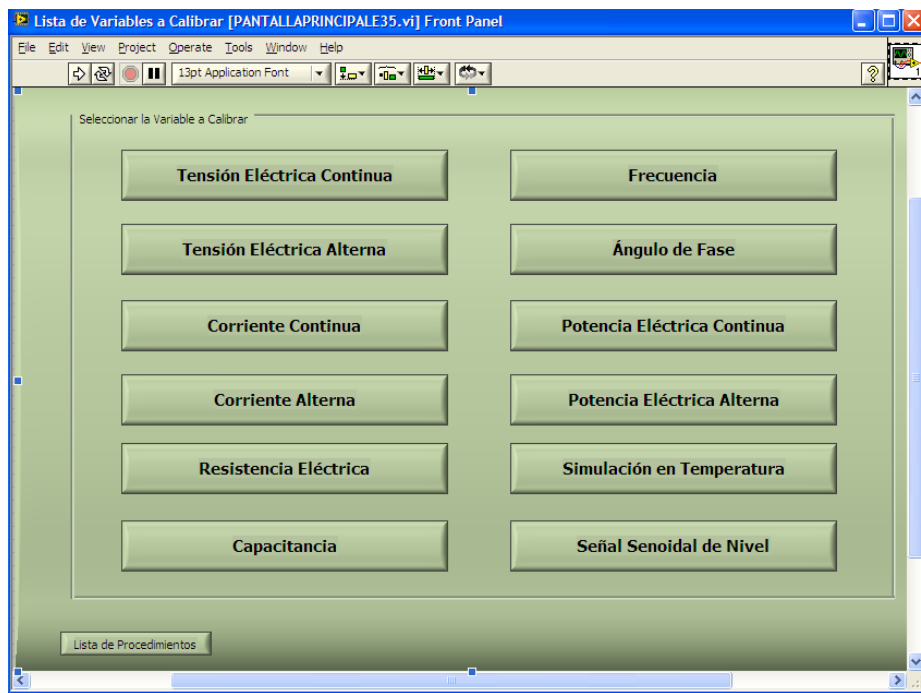 Lista de Variables a Calibrar [PANTALLAPRINCIPALE35.vi] Front Panel
File Edit View Project Operate Tools Window Help
13pt Application Font
?
1
Seleccionar la Variable a Calibrar
Tensión Eléctrica Continua
Frecuencia
Tensión Eléctrica Alterna
Ángulo de Fase
Corriente Continua
Potencia Eléctrica Continua
Corriente Alterna
Potencia Eléctrica Alterna
Resistencia Eléctrica
Simulación en Temperatura
Capacitancia
Señal Senoidal de Nivel
Lista de Procedimientos